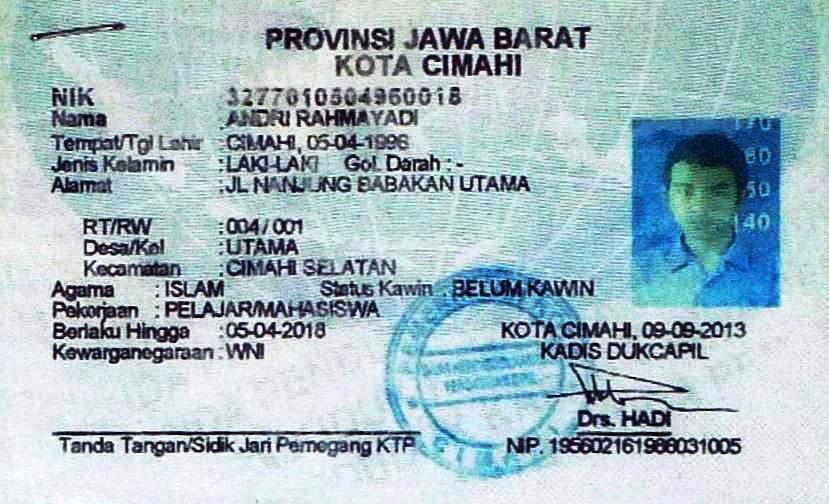 PROVINSI JAWA BARAT
KOTA CIMAHI
NIK 3277010504960018
Nama : ANDRI RAHMAYADI
Tempat/Tgl Lahir : CIMAHI, 05-04-1996
Jenis Kelamin : LAKI-LAKI Gol. Darah : -
Alamat : JL NANJUNG BABAKAN UTAMA
RT/RW : 004/001
Desa/Kel : UTAMA
Kecamatan : CIMAHI SELATAN
Agama : ISLAM Status Kawin : BELUM KAWIN
Pekerjaan : PELAJAR/MAHASISWA
Berlaku Hingga : 05-04-2018
Kewarganegaraan : WNI
170
60
50
140
KOTA CIMAHI, 09-09-2013
KADIS DUKCAPIL
Drs. HADI
NIP. 195602161986031005
Tanda Tangan/Sidik Jari Pemegang KTP